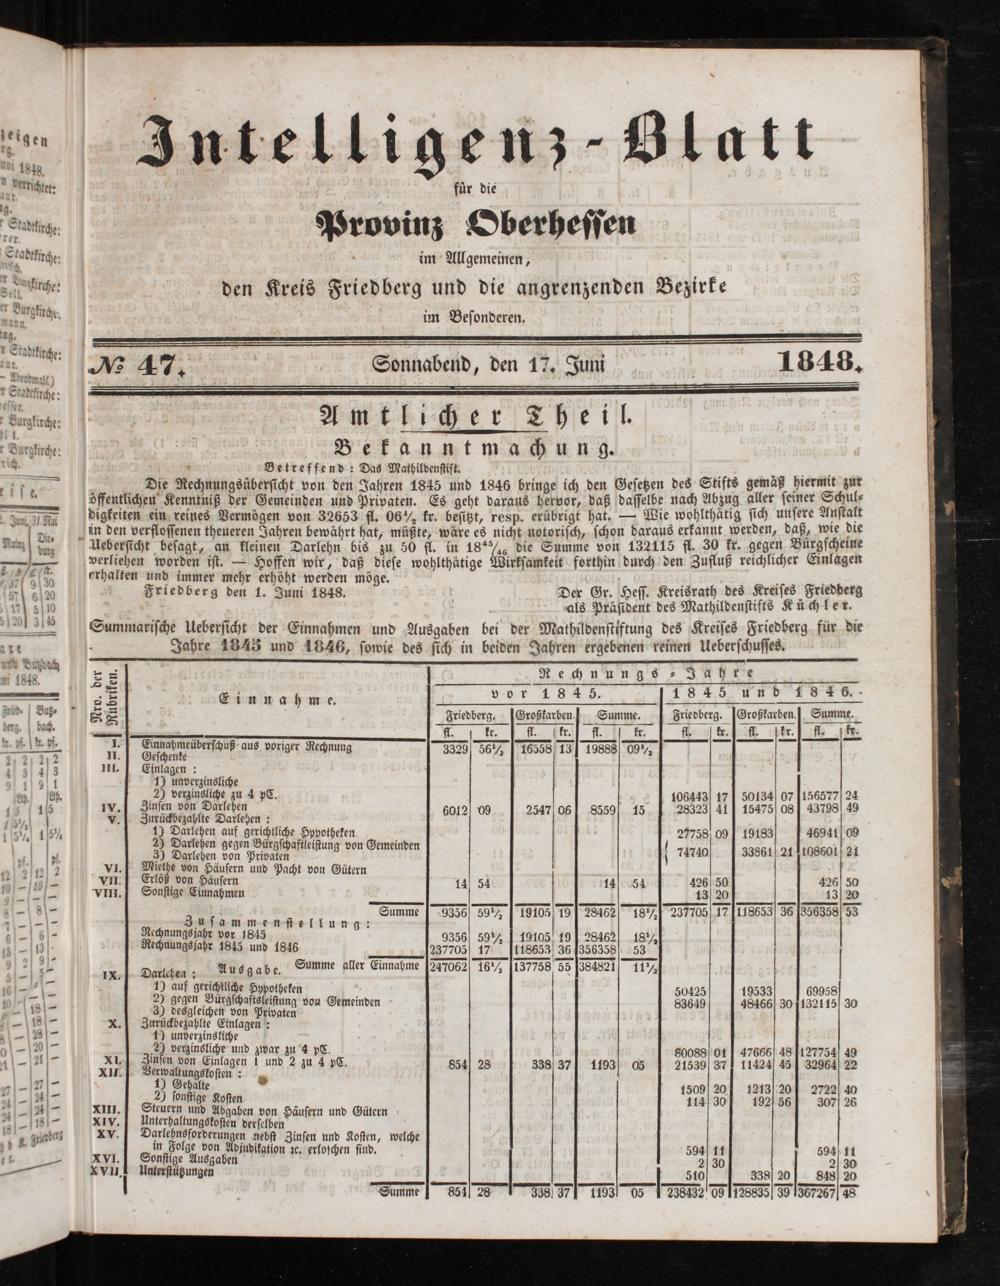 Intelligenz-Blatt
für die
Provinz Oberhessen
im Allgemeinen,
den Kreis Friedberg und die angrenzenden Bezirke
im Besonderen.
№ 47. Sonnabend, den 17. Juni 1848.
Amtlicher Theil.
Bekanntmachung.
Betreffend: Das Mathildenstift.
Die Rechnungsübersicht von den Jahren 1845 und 1846 bringe ich den Gesetzen des Stifts gemäß hiermit zur
öffentlichen Kenntniß der Gemeinden und Privaten. Es geht daraus hervor, daß dasselbe nach Abzug aller seiner Schul-
digkeiten ein reines Vermögen von 32653 fl. 06½ kr. besitzt, resp. erübrigt hat. — Wie wohlthätig sich unsere Anstalt
in den verflossenen theueren Jahren bewährt hat, müßte, wäre es nicht notorisch, schon daraus erkannt werden, daß, wie die
Uebersicht besagt, an kleinen Darlehn bis zu 50 fl. in 18⁴⁵/₄₆ die Summe von 132115 fl. 30 kr. gegen Bürgscheine
verliehen worden ist. — Hoffen wir, daß diese wohlthätige Wirksamkeit forthin durch den Zufluß reichlicher Einlagen
erhalten und immer mehr erhöht werden möge.
Friedberg den 1. Juni 1848. Der Gr. Hess. Kreisrath des Kreises Friedberg
als Präsident des Mathildenstifts Küchler.
Summarische Uebersicht der Einnahmen und Ausgaben bei der Mathildenstiftung des Kreises Friedberg für die
Jahre 1845 und 1846, sowie des sich in beiden Jahren ergebenen reinen Ueberschusses.
Nro. der Rubriken. Einnahme. Rechnungs-Jahre
vor 1845. 1845 und 1846.
Friedberg. Großkarben. Summe. Friedberg. Großkarben. Summe.
fl. kr. fl. kr. fl. kr. fl. kr. fl. kr. fl. kr.
I. Einnahmeüberschuß aus voriger Rechnung 3329 56½ 16558 13 19888 09½
II. Geschenke
III. Einlagen:
1) unverzinsliche
2) verzinsliche zu 4 pC. 106443 17 50134 07 156577 24
IV. Zinsen von Darlehen 6012 09 2547 06 8559 15 28323 41 15475 08 43798 49
V. Zurückbezahlte Darlehen:
1) Darlehen auf gerichtliche Hypotheken 27758 09 19183 46941 09
2) Darlehen gegen Bürgschaftleistung von Gemeinden
3) Darlehen von Privaten 74740 33861 21 108601 21
VI. Miethe von Häusern und Pacht von Gütern
VII. Erlöß von Häusern 14 54 14 54 426 50 426 50
VIII. Sonstige Einnahmen 13 20 13 20
Summe 9356 59½ 19105 19 28462 18½ 237705 17 118653 36 356358 53
Zusammenstellung:
Rechnungsjahr vor 1845 9356 59½ 19105 19 28462 18½
Rechnungsjahr 1845 und 1846 237705 17 118653 36 356358 53
Summe aller Einnahme 247062 16½ 137758 55 384821 11½
Ausgabe.
IX. Darlehen:
1) auf gerichtliche Hypotheken 50425 19533 69958
2) gegen Bürgschaftsleistung von Gemeinden 83649 48466 30 132115 30
3) desgleichen von Privaten
X. Zurückbezahlte Einlagen:
1) unverzinsliche
2) verzinsliche und zwar zu 4 pC. 80088 01 47666 48 127754 49
XI. Zinsen von Einlagen 1 und 2 zu 4 pC. 854 28 338 37 1193 05 21539 37 11424 45 32964 22
XII. Verwaltungskosten:
1) Gehalte 1509 20 1213 20 2722 40
2) sonstige Kosten 114 30 192 56 307 26
XIII. Steuern und Abgaben von Häusern und Gütern
XIV. Unterhaltungskosten derselben
XV. Darlehnsforderungen nebst Zinsen und Kosten, welche
in Folge von Adjudikation ꝛc. erloschen sind. 594 11 594 11
XVI. Sonstige Ausgaben 2 30 2 30
XVII. Unterstützungen 510 338 20 848 20
Summe 854 28 338 37 1193 05 238432 09 128835 39 367267 48